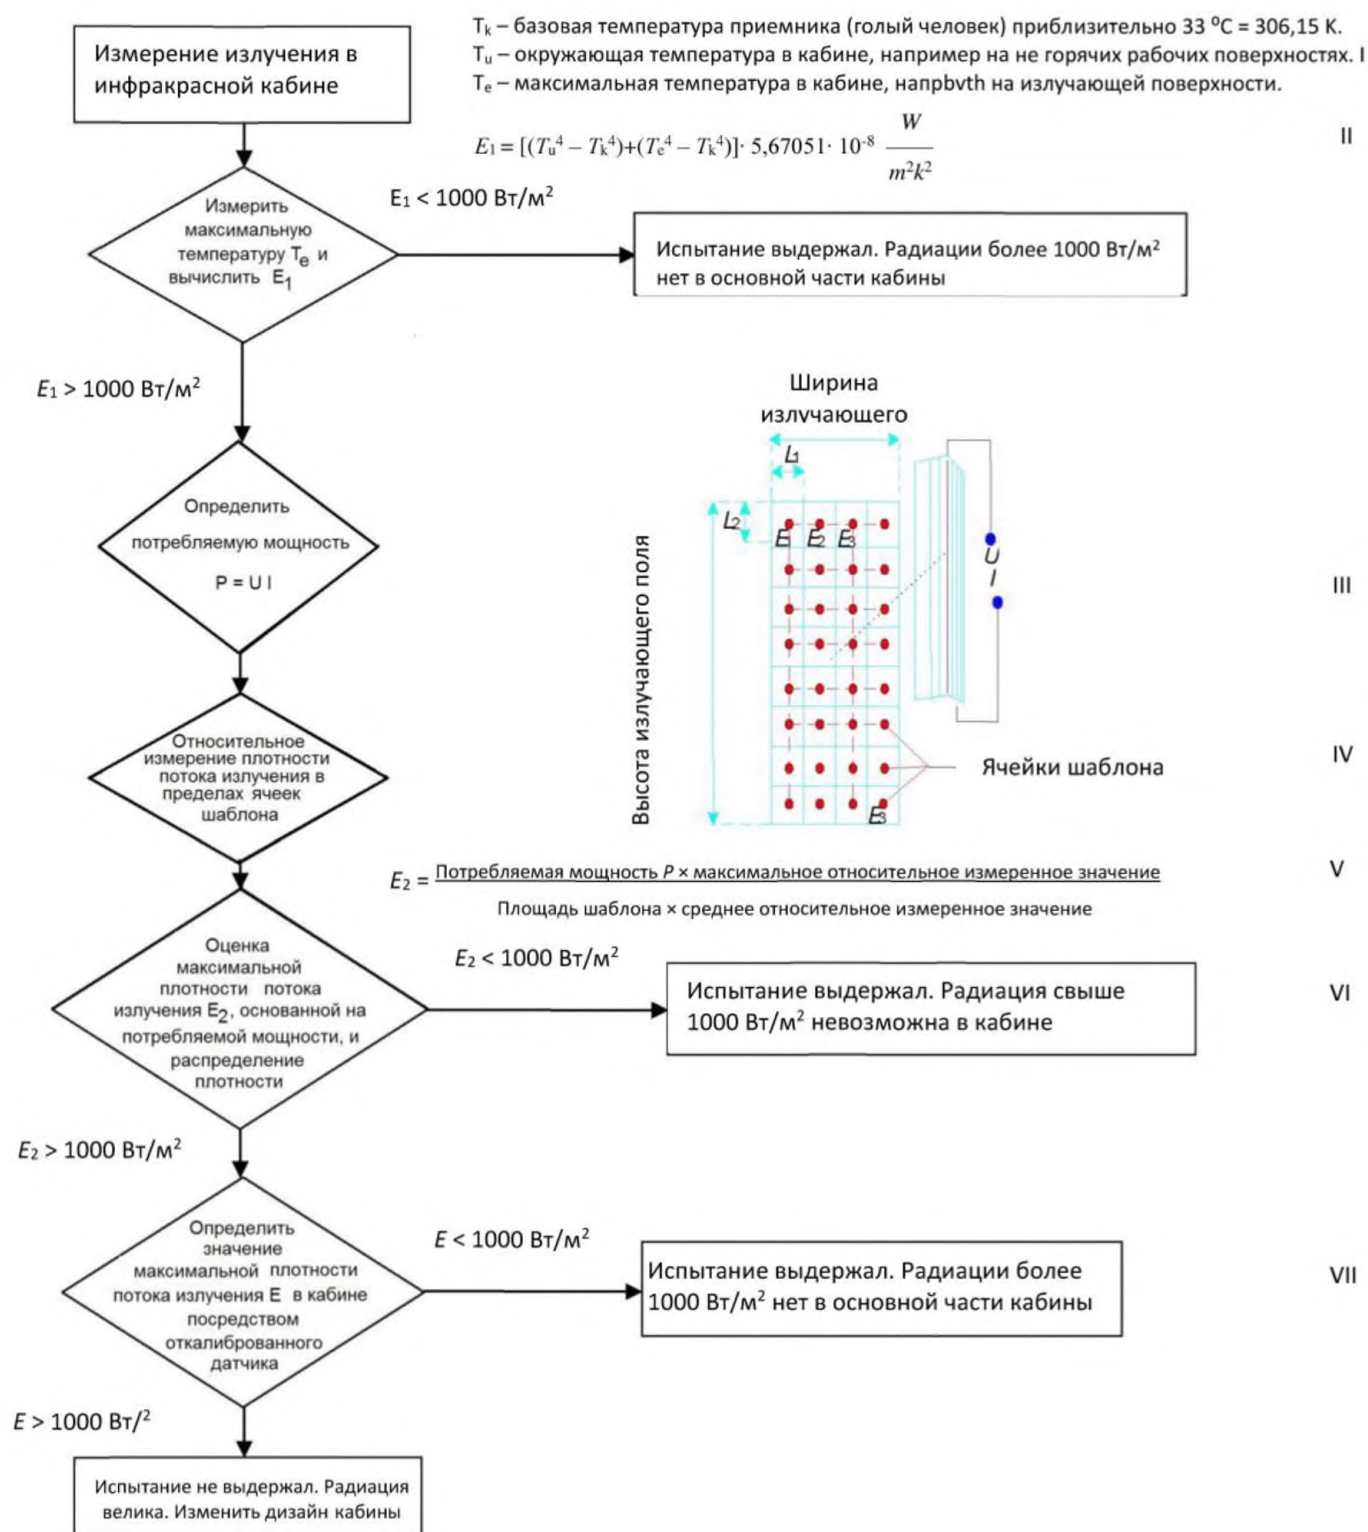 Измерение излучения в
инфракрасной кабине
Tk – базовая температура приемника (голый человек) приблизительно 33 ⁰C = 306,15 K.
Tu – окружающая температура в кабине, например на не горячих рабочих поверхностях. I
Te – максимальная температура в кабине, напрbvth на излучающей поверхности.
E1 = [(Tu⁴ – Tk⁴)+(Te⁴ – Tk⁴)]· 5,67051· 10⁻⁸ W / m²k²
II
Измерить
максимальную
температуру Te и
вычислить E1
E1 < 1000 Вт/м²
Испытание выдержал. Радиации более 1000 Вт/м²
нет в основной части кабины
E1 > 1000 Вт/м²
Ширина
излучающего
L1
L2
E
E2
E3
E3
Высота излучающего поля
U
I
Ячейки шаблона
Определить
потребляемую мощность
P = U I
III
Относительное
измерение плотности
потока излучения в
пределах ячеек
шаблона
IV
E2 = Потребляемая мощность P × максимальное относительное измеренное значение
Площадь шаблона × среднее относительное измеренное значение
V
Оценка
максимальной
плотности потока
излучения E2, основанной на
потребляемой мощности, и
распределение
плотности
E2 < 1000 Вт/м²
Испытание выдержал. Радиация свыше
1000 Вт/м² невозможна в кабине
VI
E2 > 1000 Вт/м²
Определить
значение
максимальной плотности
потока излучения E в кабине
посредством
откалиброванного
датчика
E < 1000 Вт/м²
Испытание выдержал. Радиации более
1000 Вт/м² нет в основной части кабины
VII
E > 1000 Вт/²
Испытание не выдержал. Радиация
велика. Изменить дизайн кабины